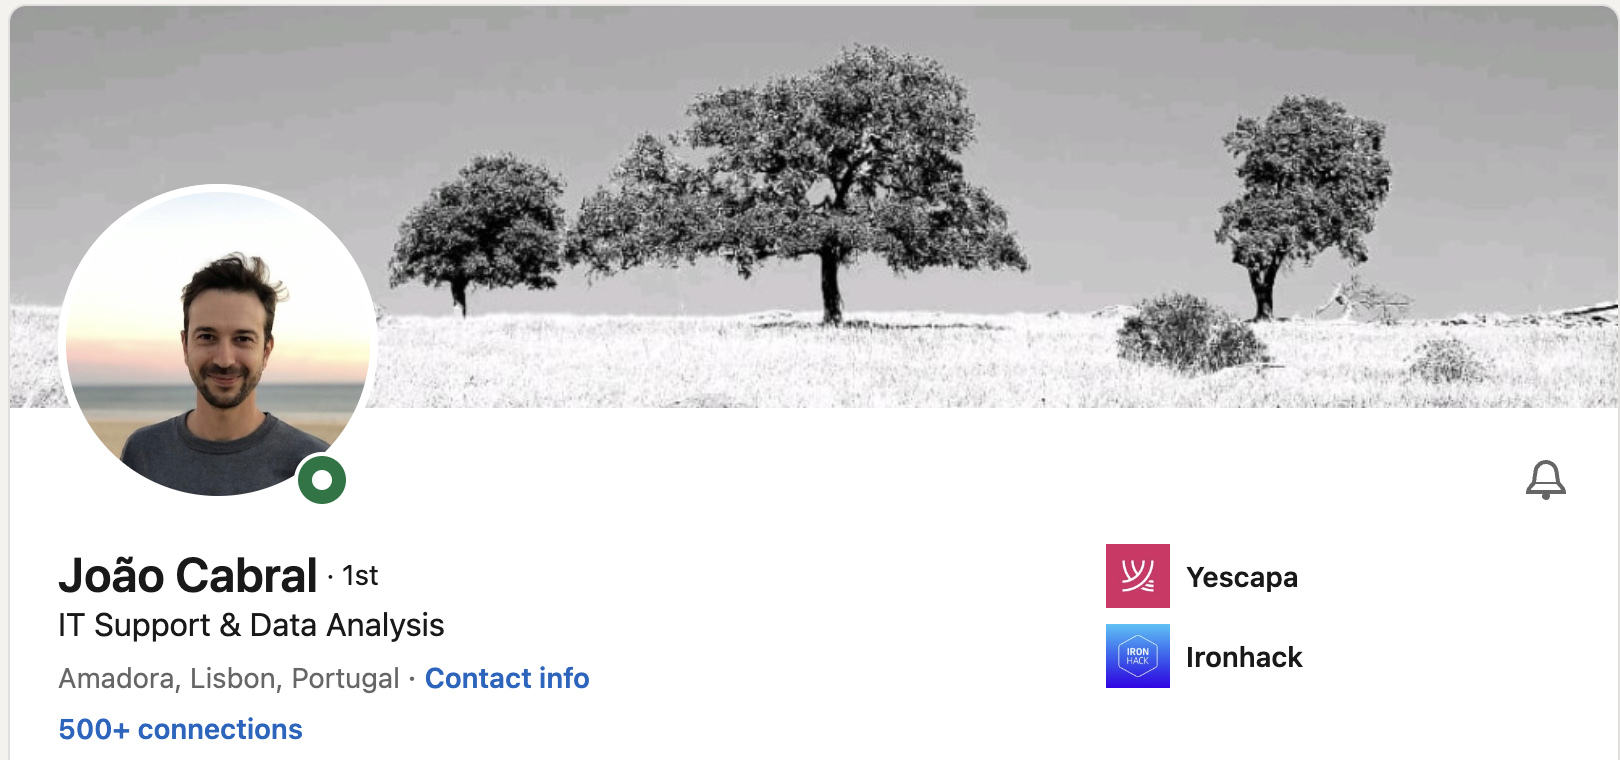 João Cabral · 1st
IT Support & Data Analysis
Amadora, Lisbon, Portugal · Contact info
500+ connections
Yescapa
IRON
HACK
Ironhack